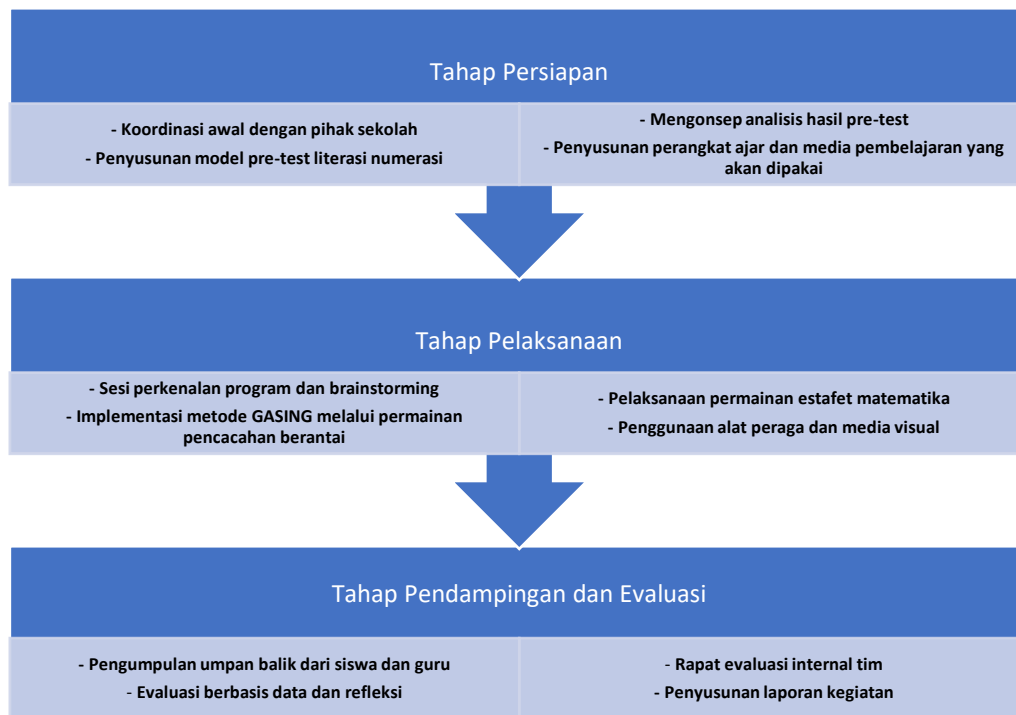 Tahap Persiapan
- Koordinasi awal dengan pihak sekolah
- Penyusunan model pre-test literasi numerasi
- Mengonsep analisis hasil pre-test
- Penyusunan perangkat ajar dan media pembelajaran yang
akan dipakai
Tahap Pelaksanaan
- Sesi perkenalan program dan brainstorming
- Implementasi metode GASING melalui permainan
pencacahan berantai
- Pelaksanaan permainan estafet matematika
- Penggunaan alat peraga dan media visual
Tahap Pendampingan dan Evaluasi
- Pengumpulan umpan balik dari siswa dan guru
- Evaluasi berbasis data dan refleksi
- Rapat evaluasi internal tim
- Penyusunan laporan kegiatan